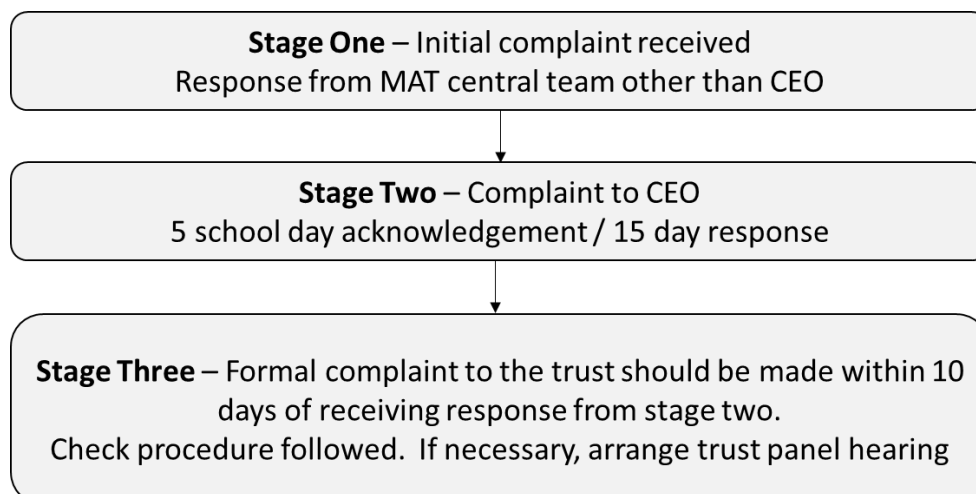 Stage One – Initial complaint received
Response from MAT central team other than CEO
Stage Two – Complaint to CEO
5 school day acknowledgement / 15 day response
Stage Three – Formal complaint to the trust should be made within 10
days of receiving response from stage two.
Check procedure followed.  If necessary, arrange trust panel hearing